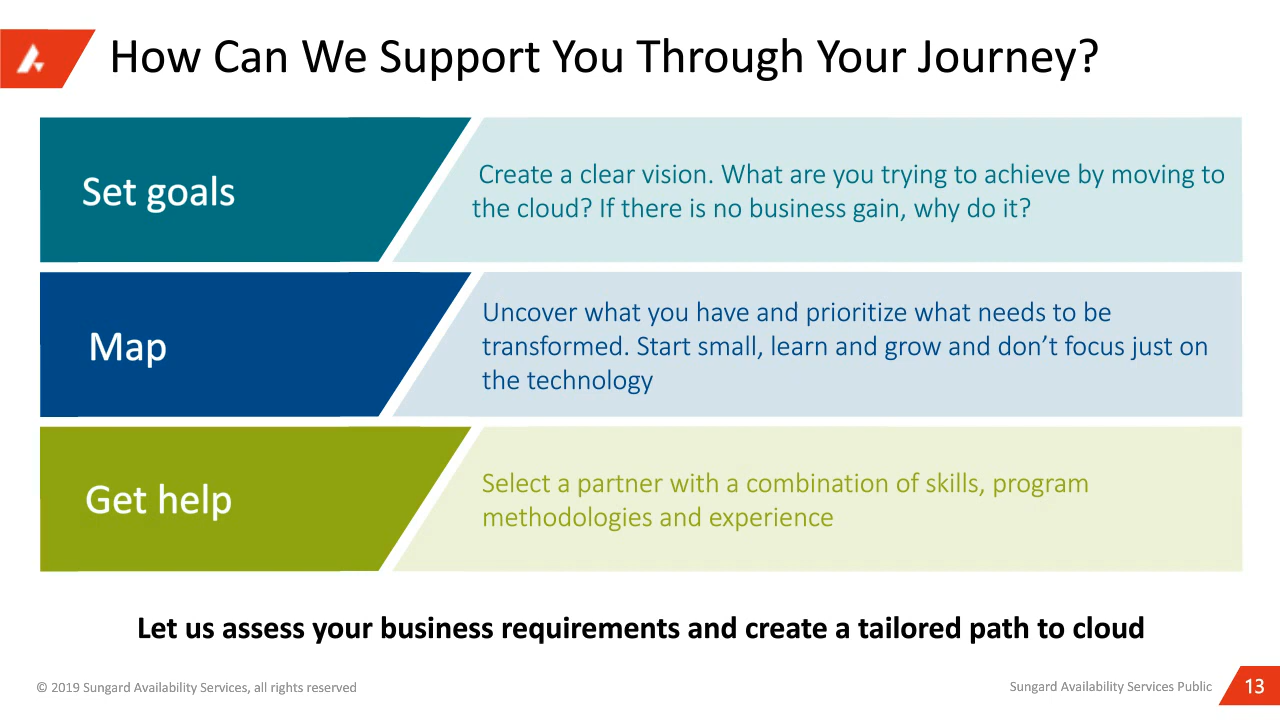 How Can We Support You Through Your Journey?
Set goals
Create a clear vision. What are you trying to achieve by moving to
the cloud? If there is no business gain, why do it?
Map
Uncover what you have and prioritize what needs to be
transformed. Start small, learn and grow and don’t focus just on
the technology
Get help
Select a partner with a combination of skills, program
methodologies and experience
Let us assess your business requirements and create a tailored path to cloud
© 2019 Sungard Availability Services, all rights reserved
Sungard Availability Services Public
13